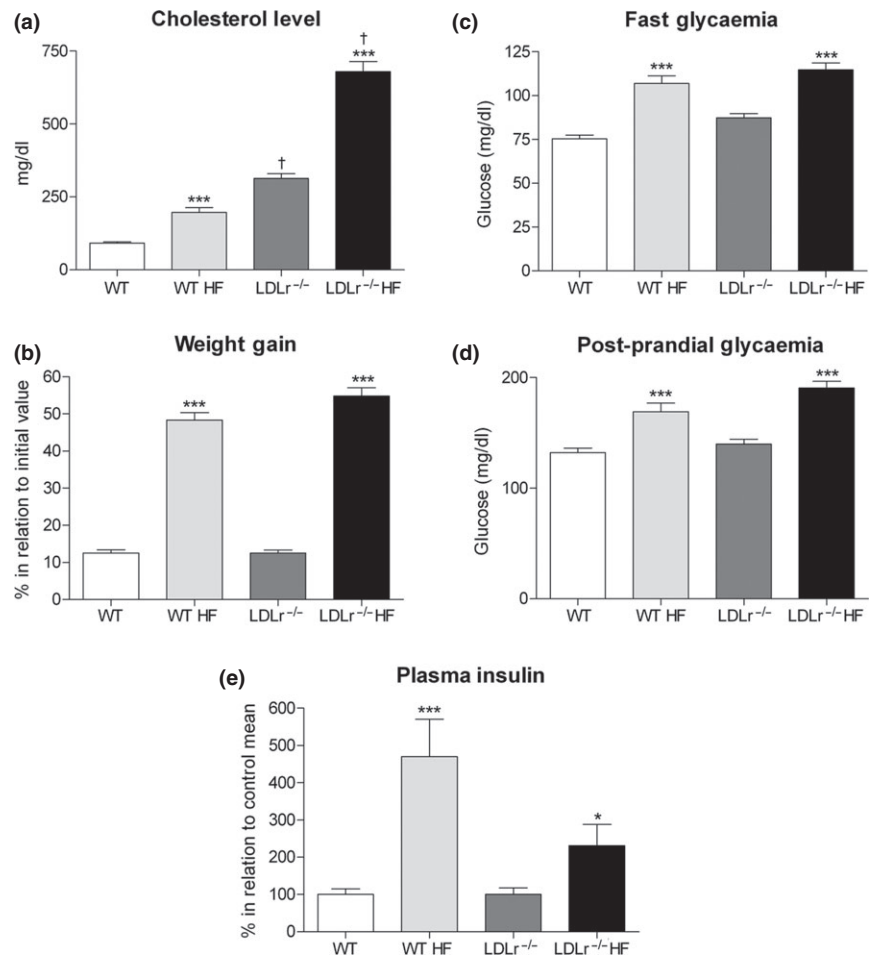 (a)
Cholesterol level
mg/dl
750
500
250
0
***
†
†
***
WT
WT HF
LDLr⁻/⁻
LDLr⁻/⁻HF
(c)
Fast glycaemia
Glucose (mg/dl)
125
100
75
50
25
0
***
***
WT
WT HF
LDLr⁻/⁻
LDLr⁻/⁻HF
(b)
Weight gain
% in relation to initial value
60
50
40
30
20
10
0
***
***
WT
WT HF
LDLr⁻/⁻
LDLr⁻/⁻HF
(d)
Post-prandial glycaemia
Glucose (mg/dl)
200
100
0
***
***
WT
WT HF
LDLr⁻/⁻
LDLr⁻/⁻HF
(e)
Plasma insulin
% in relation to control mean
600
500
400
300
200
100
0
***
*
WT
WT HF
LDLr⁻/⁻
LDLr⁻/⁻HF